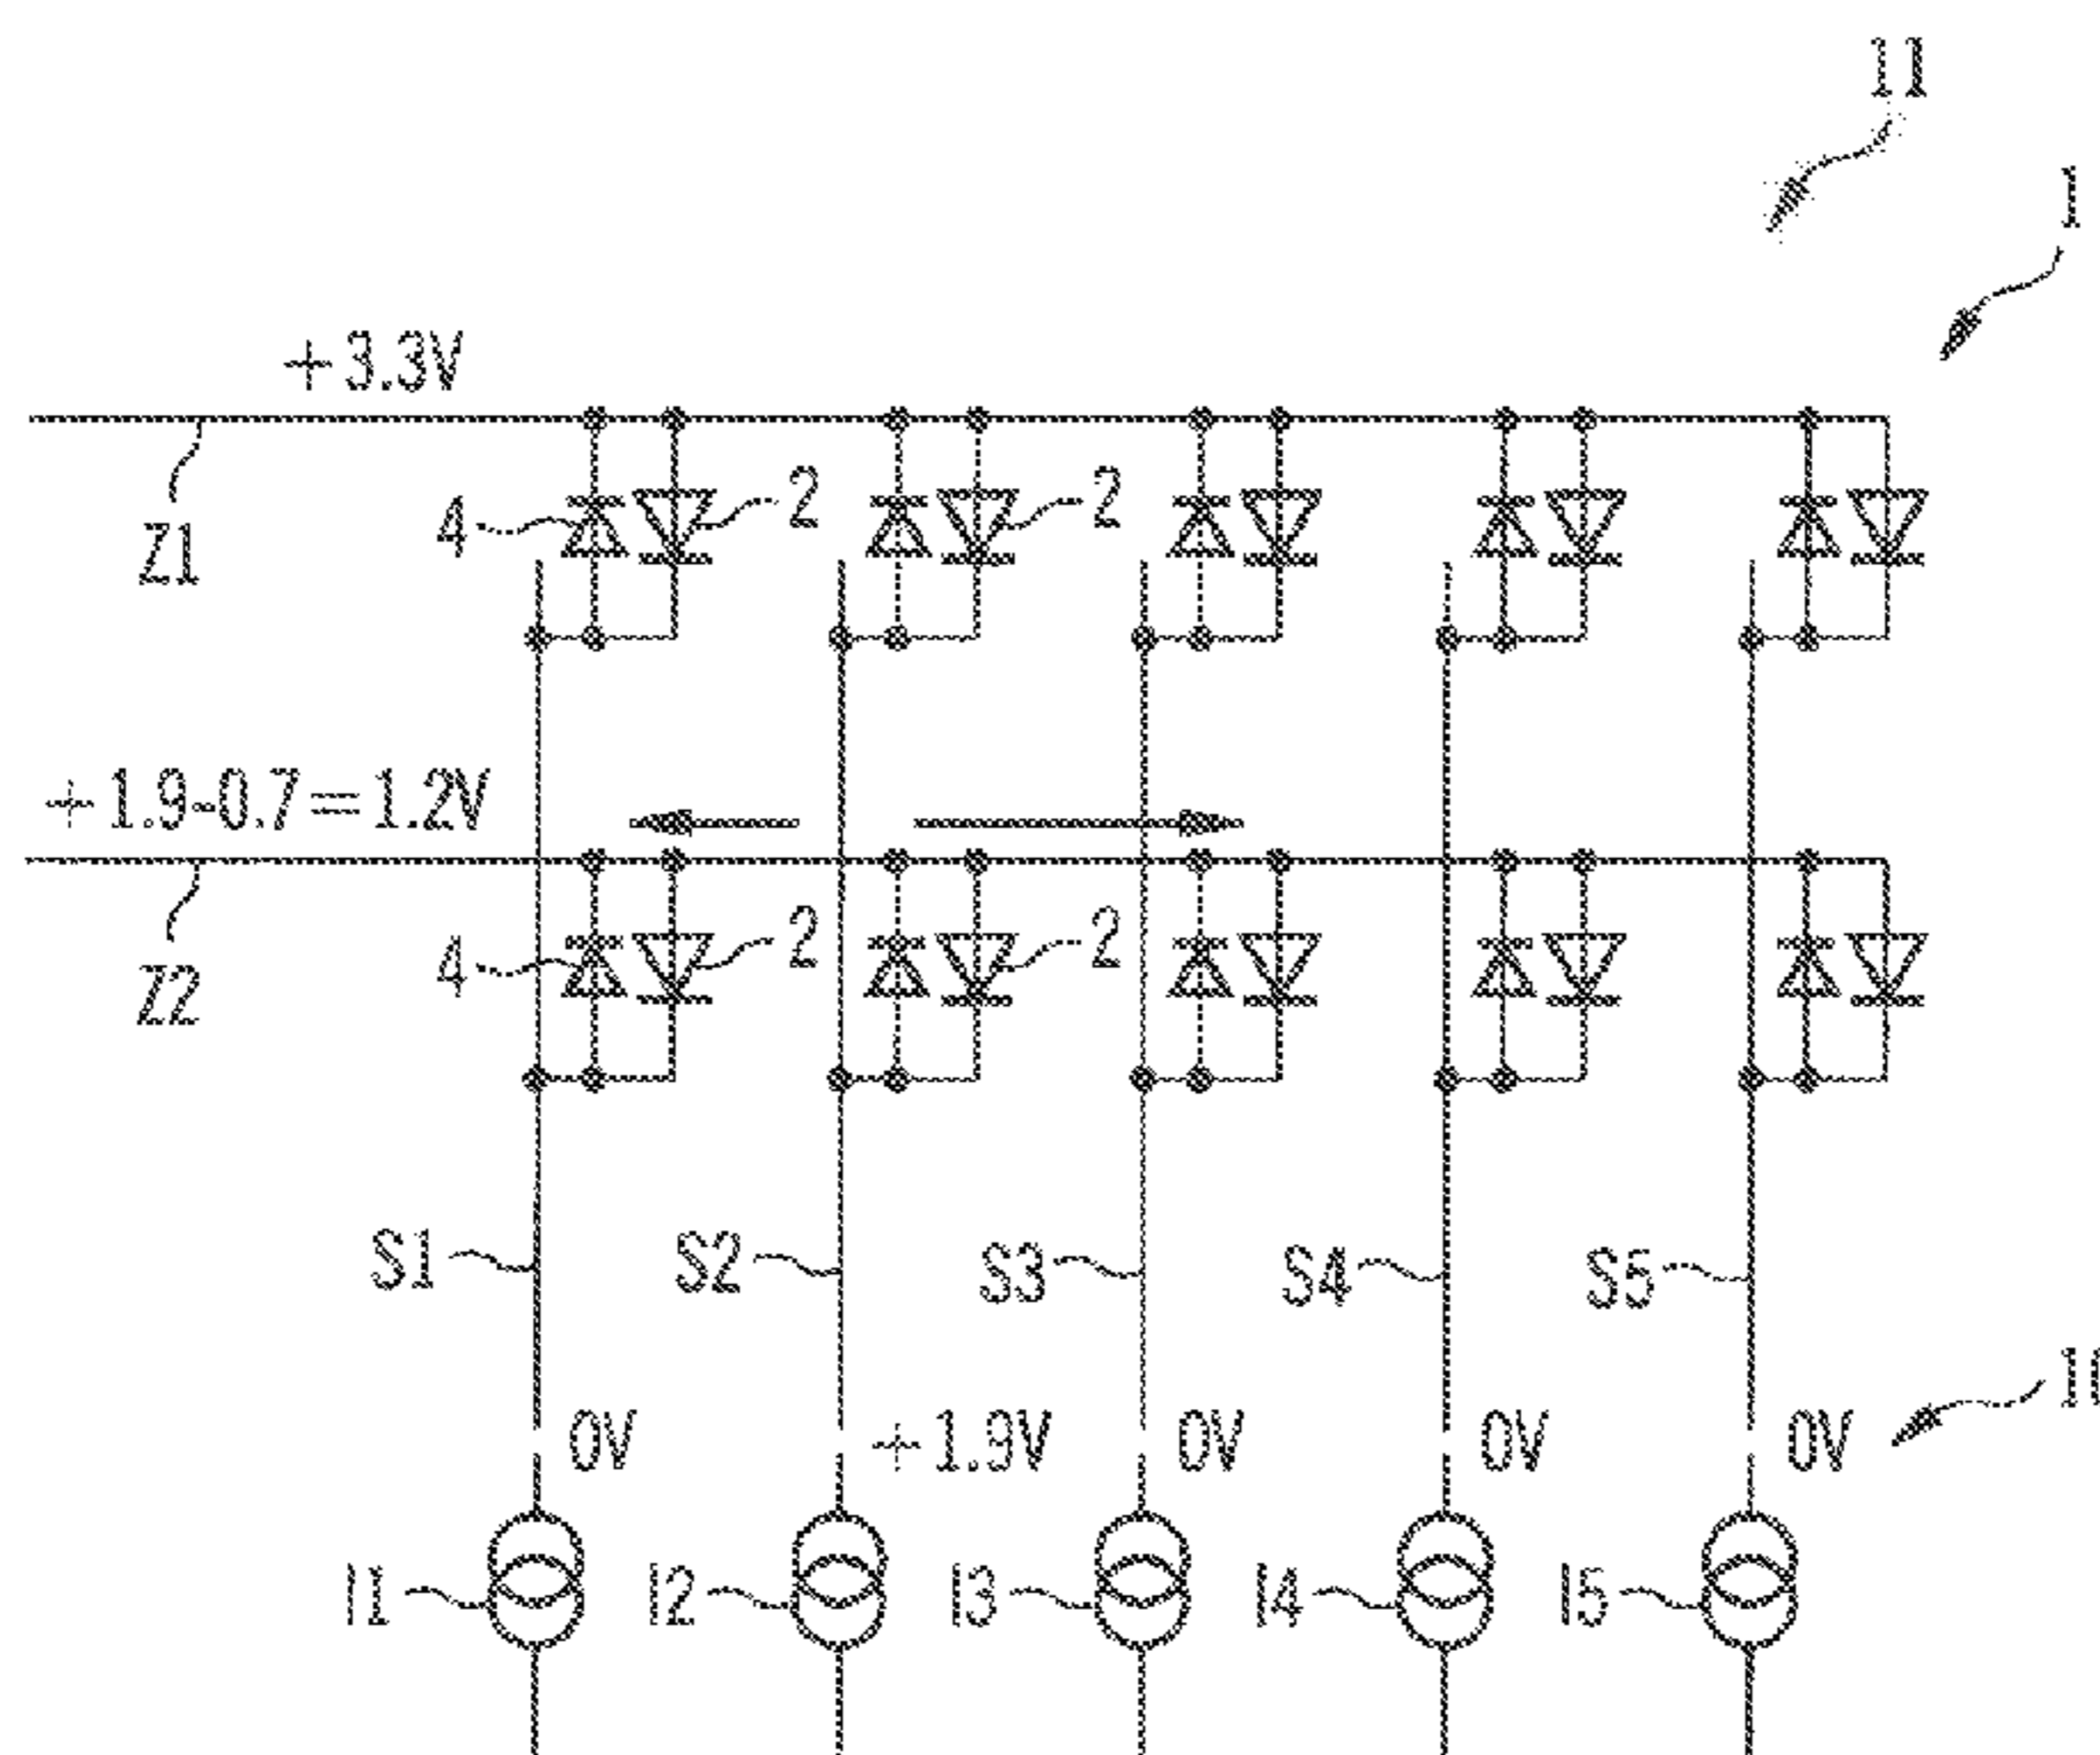 11
1
+3.3V
4 2 2
Z1
+1.9-0.7=1.2V
4 2 2
Z2
S1 S2 S3 S4 S5
0V +1.9V 0V 0V 0V
I1 I2 I3 I4 I5